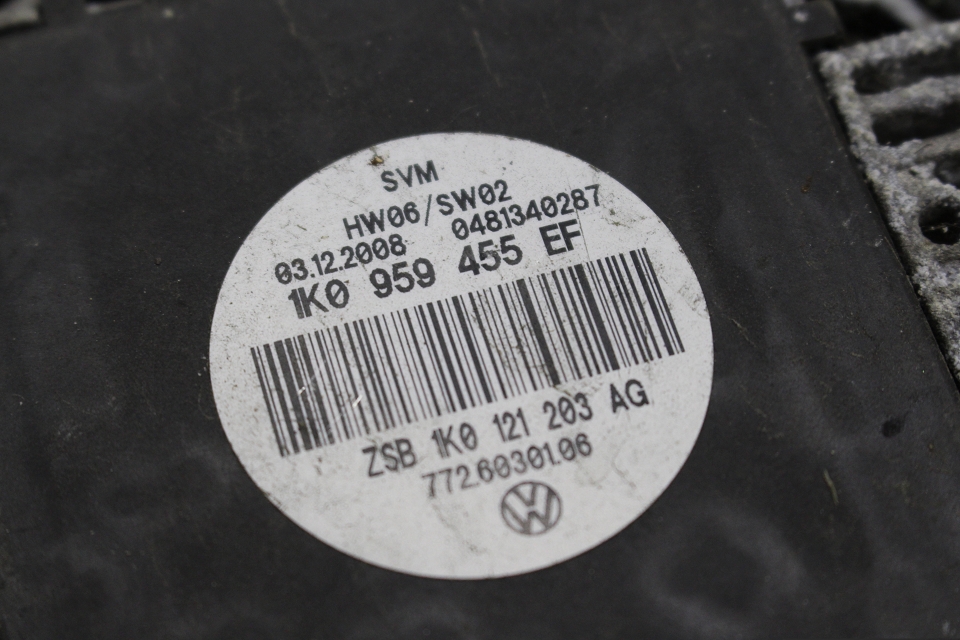 SVM
HW06/SW02
03.12.2008 0481340287
1K0 959 455 EF
ZSB 1K0 121 203 AG
772.60301.06
VW